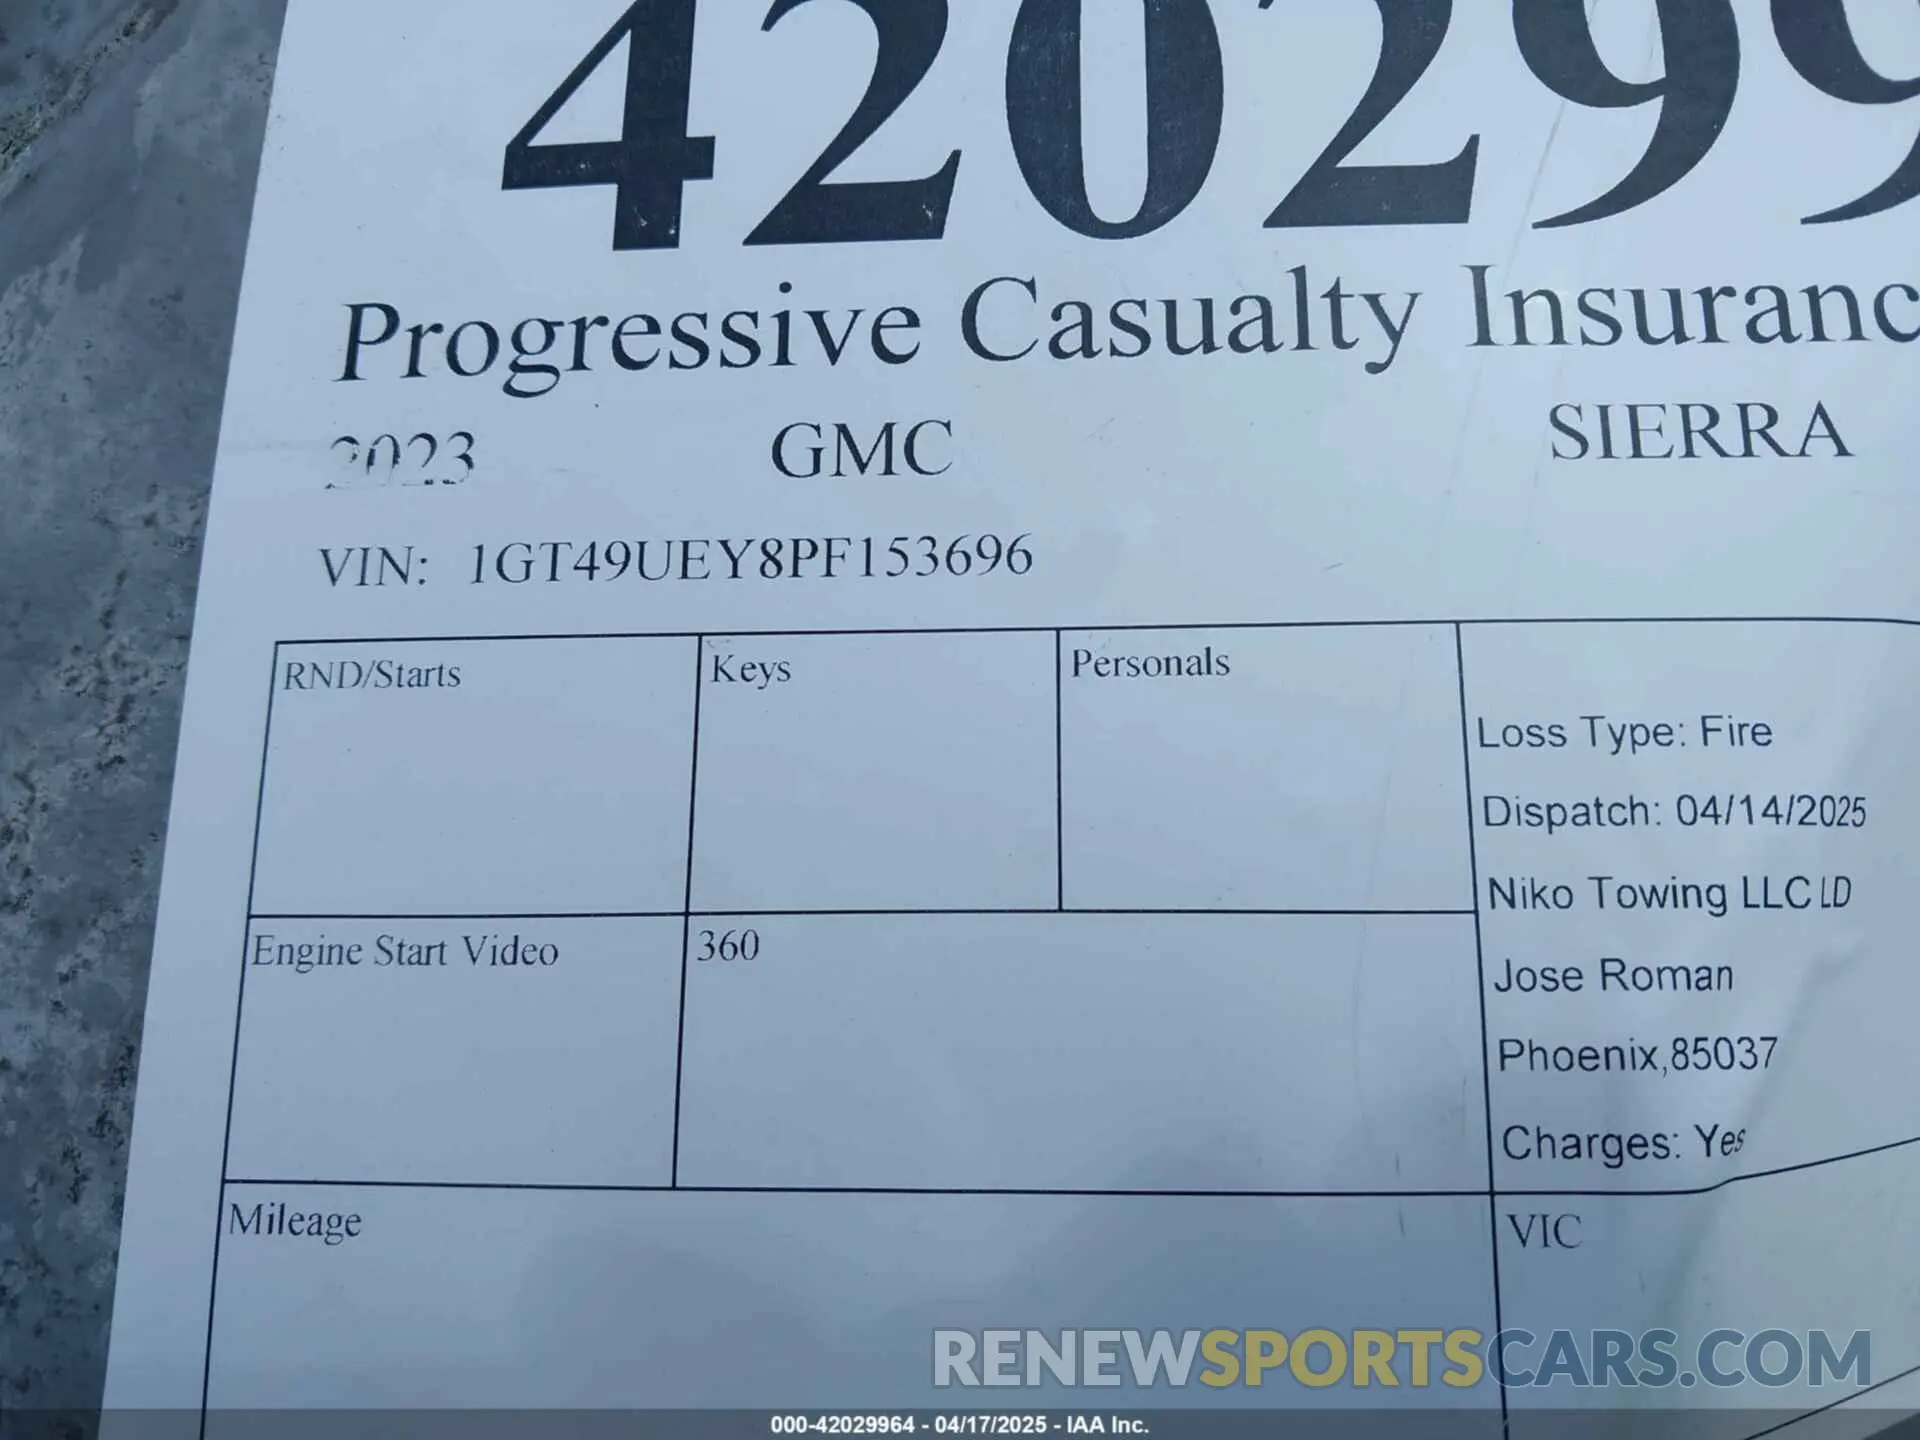 420299
Progressive Casualty Insuranc
2023 GMC SIERRA
VIN: 1GT49UEY8PF153696
RND/Starts Keys Personals
Loss Type: Fire
Dispatch: 04/14/2025
Niko Towing LLC LD
Jose Roman
Phoenix,85037
Charges: Yes
Engine Start Video 360
Mileage VIC
RENEWSPORTSCARS.COM
000-42029964 - 04/17/2025 - IAA Inc.